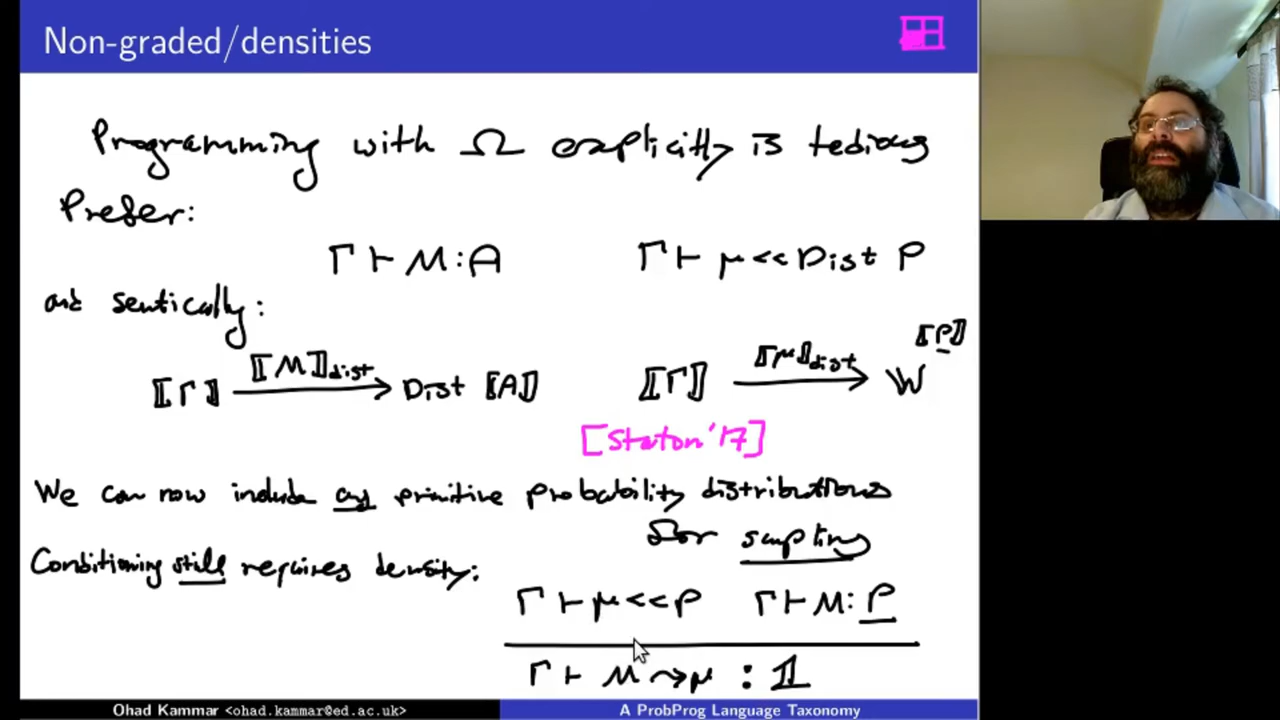 Non-graded/densities
Programming with Ω explicitly is tedious
Prefer:
Γ ⊢ M : A    Γ ⊢ μ << Dist P
and sentically:
⟦Γ⟧ —⟦M⟧dist→ Dist ⟦A⟧    ⟦Γ⟧ —⟦μ⟧dist→ W^⟦P⟧
[Staton '17]
We can now include any primitive probability distributions
for sampling
Conditioning still requires density:
Γ ⊢ μ << P    Γ ⊢ M : P
Γ ⊢ M ⇝ μ : 𝟙
Ohad Kammar <ohad.kammar@ed.ac.uk>    A ProbProg Language Taxonomy